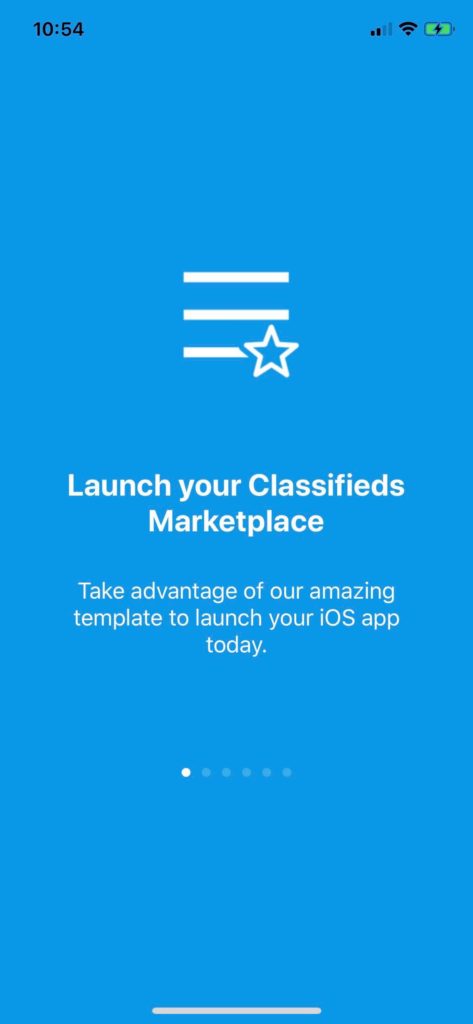 10:54
Launch your Classifieds
Marketplace
Take advantage of our amazing
template to launch your iOS app
today.